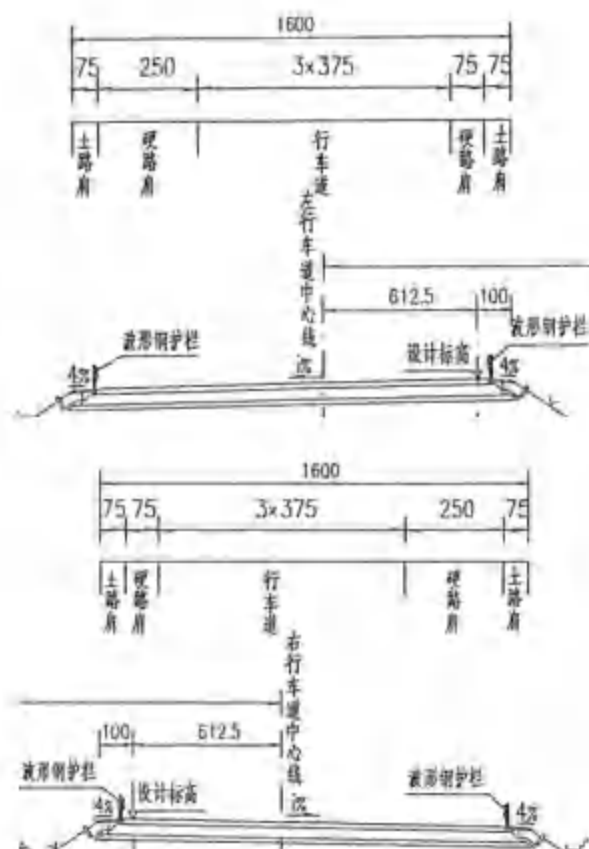 1600
75 250 3×375 75 75
土路肩 硬路肩 行车道 硬路肩 土路肩
左行车道中心线
612.5 100
波形钢护栏 设计标高 波形钢护栏
4% i% 4%
1600
75 75 3×375 250 75
土路肩 硬路肩 行车道 硬路肩 土路肩
右行车道中心线
100 612.5
波形钢护栏 设计标高 波形钢护栏
4% i% 4%